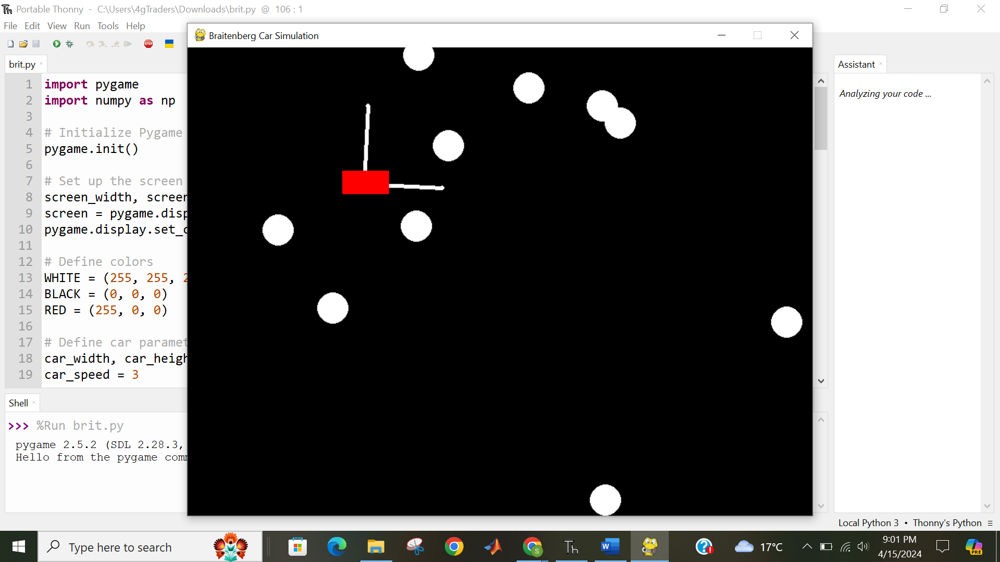 Portable Thonny - C:\Users\4gTraders\Downloads\brit.py @ 106 : 1
File Edit View Run Tools Help
STOP
Braitenberg Car Simulation
brit.py
Assistant
Analyzing your code ...
1 import pygame
2 import numpy as np
3
4 # Initialize Pygame
5 pygame.init()
6
7 # Set up the screen
8 screen_width, screen
9 screen = pygame.disp
10 pygame.display.set_c
11
12 # Define colors
13 WHITE = (255, 255, 2
14 BLACK = (0, 0, 0)
15 RED = (255, 0, 0)
16
17 # Define car paramet
18 car_width, car_heigh
19 car_speed = 3
Shell
>>> %Run brit.py
pygame 2.5.2 (SDL 2.28.3,
Hello from the pygame comm
Local Python 3 • Thonny's Python
Type here to search
S
Th
W
17°C
9:01 PM
4/15/2024
PRE